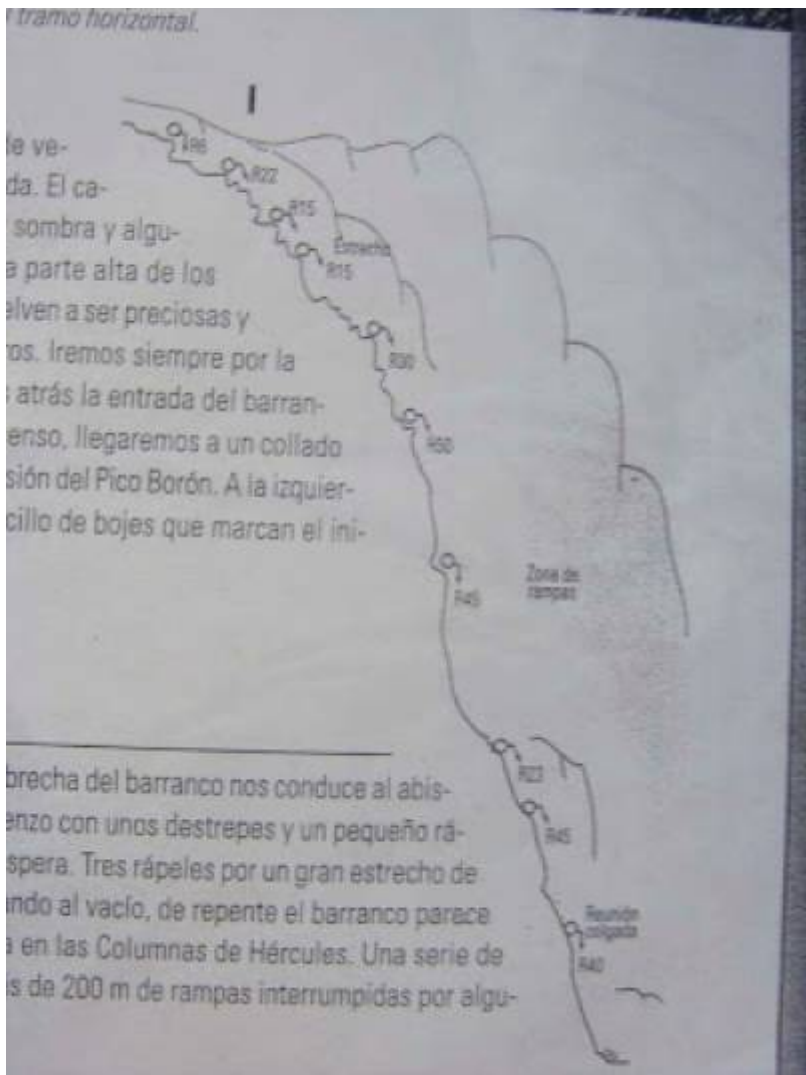 tramo horizontal.
te ve-
da. El ca-
sombra y algu-
a parte alta de los
elven a ser preciosas y
ros. Iremos siempre por la
s atrás la entrada del barran-
enso, llegaremos a un collado
sión del Pico Borón. A la izquier-
cillo de bojes que marcan el ini-
brecha del barranco nos conduce al abis-
enzo con unos destrepes y un pequeño rá-
spera. Tres rápeles por un gran estrecho de
ando al vacío, de repente el barranco parece
a en las Columnas de Hércules. Una serie de
s de 200 m de rampas interrumpidas por algu-
R22
R15
Estrecho
R15
R30
R50
R45
Zona de
rampas
R23
R45
Reunión
colgada
R40